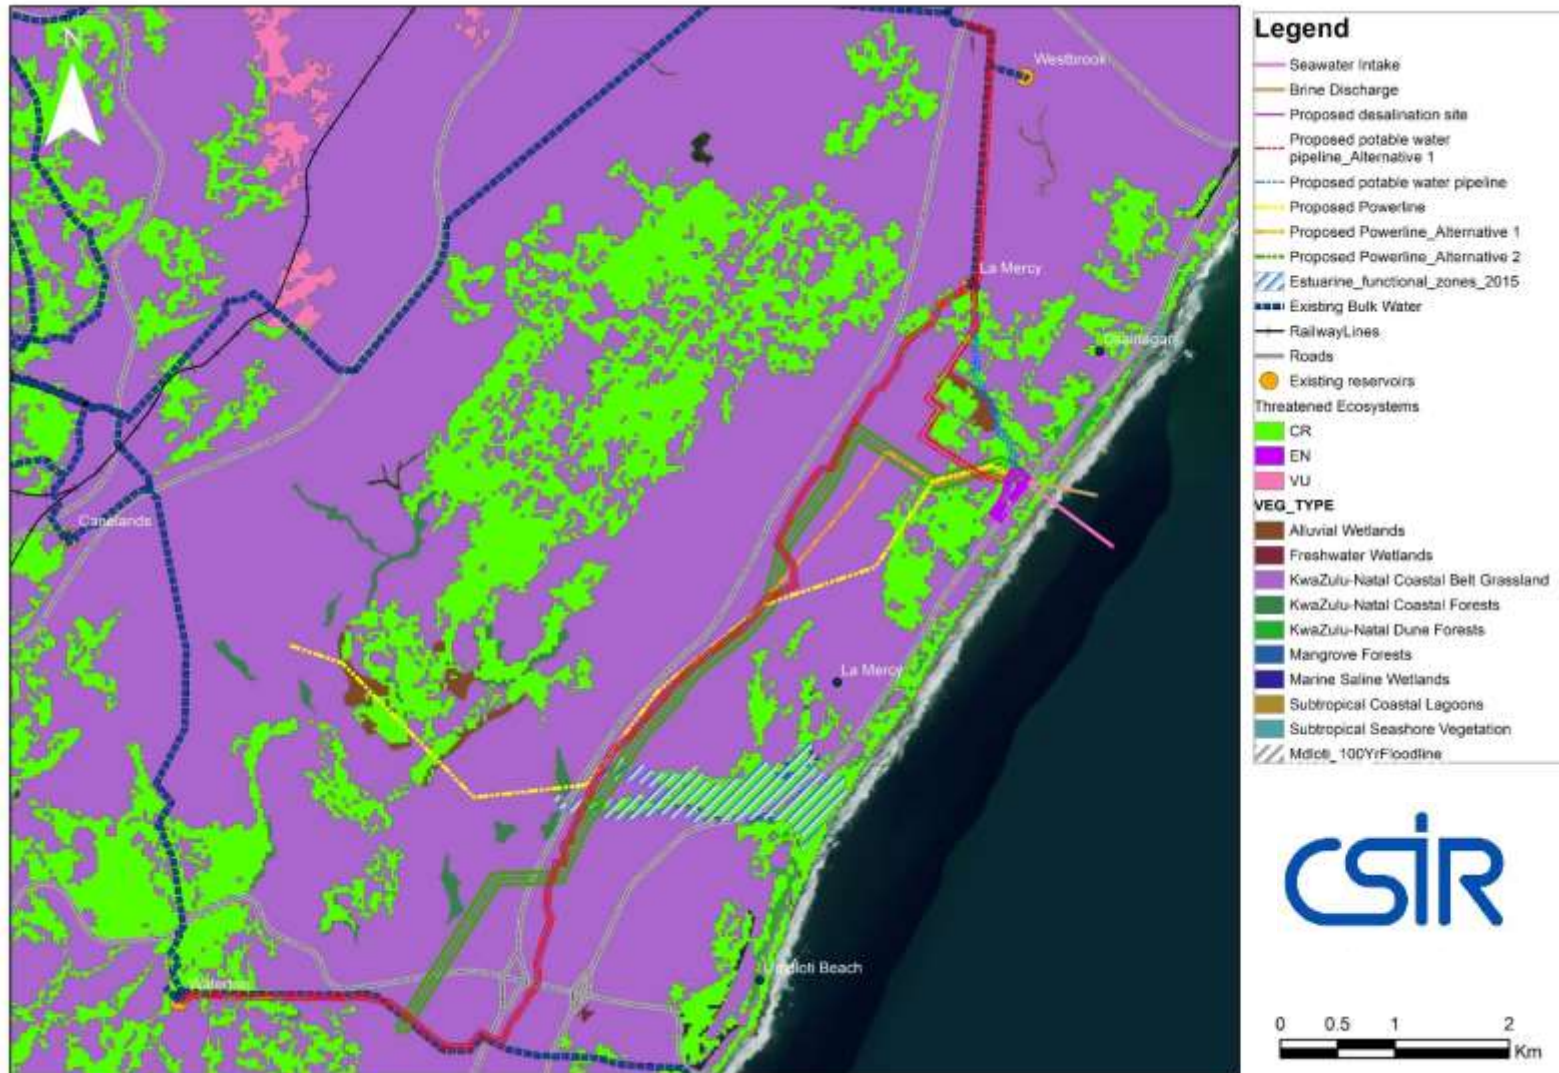 N
Westbrook
La Mercy
Desainagar
Canelands
La Mercy
Waterloo
Umdloti Beach
Legend
Seawater Intake
Brine Discharge
Proposed desalination site
Proposed potable water
pipeline_Alternative 1
Proposed potable water pipeline
Proposed Powerline
Proposed Powerline_Alternative 1
Proposed Powerline_Alternative 2
Estuarine_functional_zones_2015
Existing Bulk Water
RailwayLines
Roads
Existing reservoirs
Threatened Ecosystems
CR
EN
VU
VEG_TYPE
Alluvial Wetlands
Freshwater Wetlands
KwaZulu-Natal Coastal Belt Grassland
KwaZulu-Natal Coastal Forests
KwaZulu-Natal Dune Forests
Mangrove Forests
Marine Saline Wetlands
Subtropical Coastal Lagoons
Subtropical Seashore Vegetation
Mdloti_100YrFloodline
CSIR
0 0.5 1 2
Km